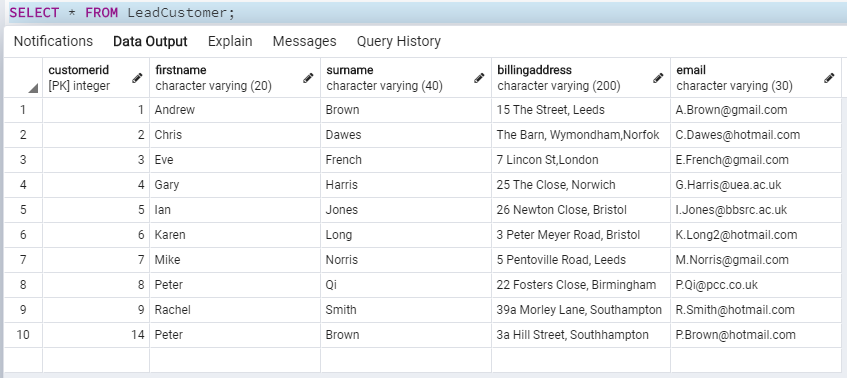 SELECT * FROM LeadCustomer;
Notifications Data Output Explain Messages Query History
customerid firstname surname billingaddress email
[PK] integer character varying (20) character varying (40) character varying (200) character varying (30)
1 1 Andrew Brown 15 The Street, Leeds A.Brown@gmail.com
2 2 Chris Dawes The Barn, Wymondham,Norfok C.Dawes@hotmail.com
3 3 Eve French 7 Lincon St,London E.French@gmail.com
4 4 Gary Harris 25 The Close, Norwich G.Harris@uea.ac.uk
5 5 Ian Jones 26 Newton Close, Bristol I.Jones@bbsrc.ac.uk
6 6 Karen Long 3 Peter Meyer Road, Bristol K.Long2@hotmail.com
7 7 Mike Norris 5 Pentoville Road, Leeds M.Norris@gmail.com
8 8 Peter Qi 22 Fosters Close, Birmingham P.Qi@pcc.co.uk
9 9 Rachel Smith 39a Morley Lane, Southampton R.Smith@hotmail.com
10 14 Peter Brown 3a Hill Street, Southhampton P.Brown@hotmail.com